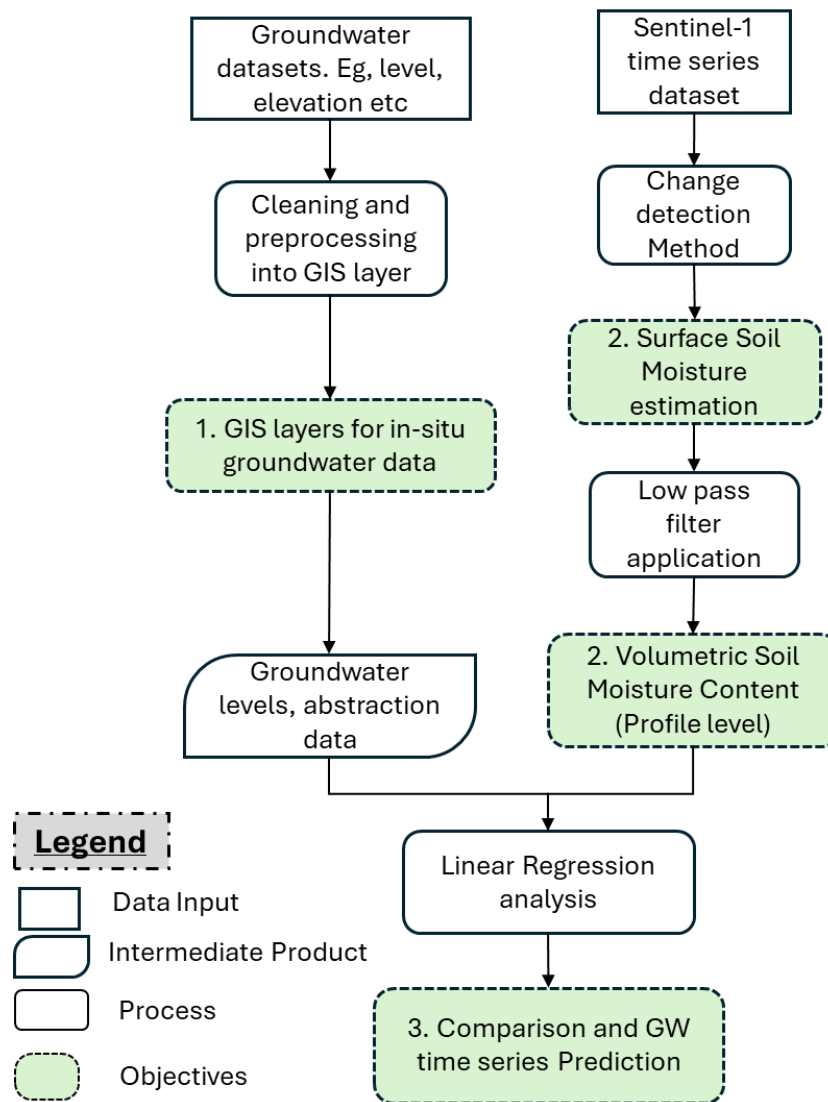 Groundwater
datasets. Eg, level,
elevation etc
Sentinel-1
time series
dataset
Cleaning and
preprocessing
into GIS layer
Change
detection
Method
1. GIS layers for in-situ
groundwater data
2. Surface Soil
Moisture
estimation
Low pass
filter
application
Groundwater
levels, abstraction
data
2. Volumetric Soil
Moisture Content
(Profile level)
Linear Regression
analysis
3. Comparison and GW
time series Prediction
Legend
Data Input
Intermediate Product
Process
Objectives